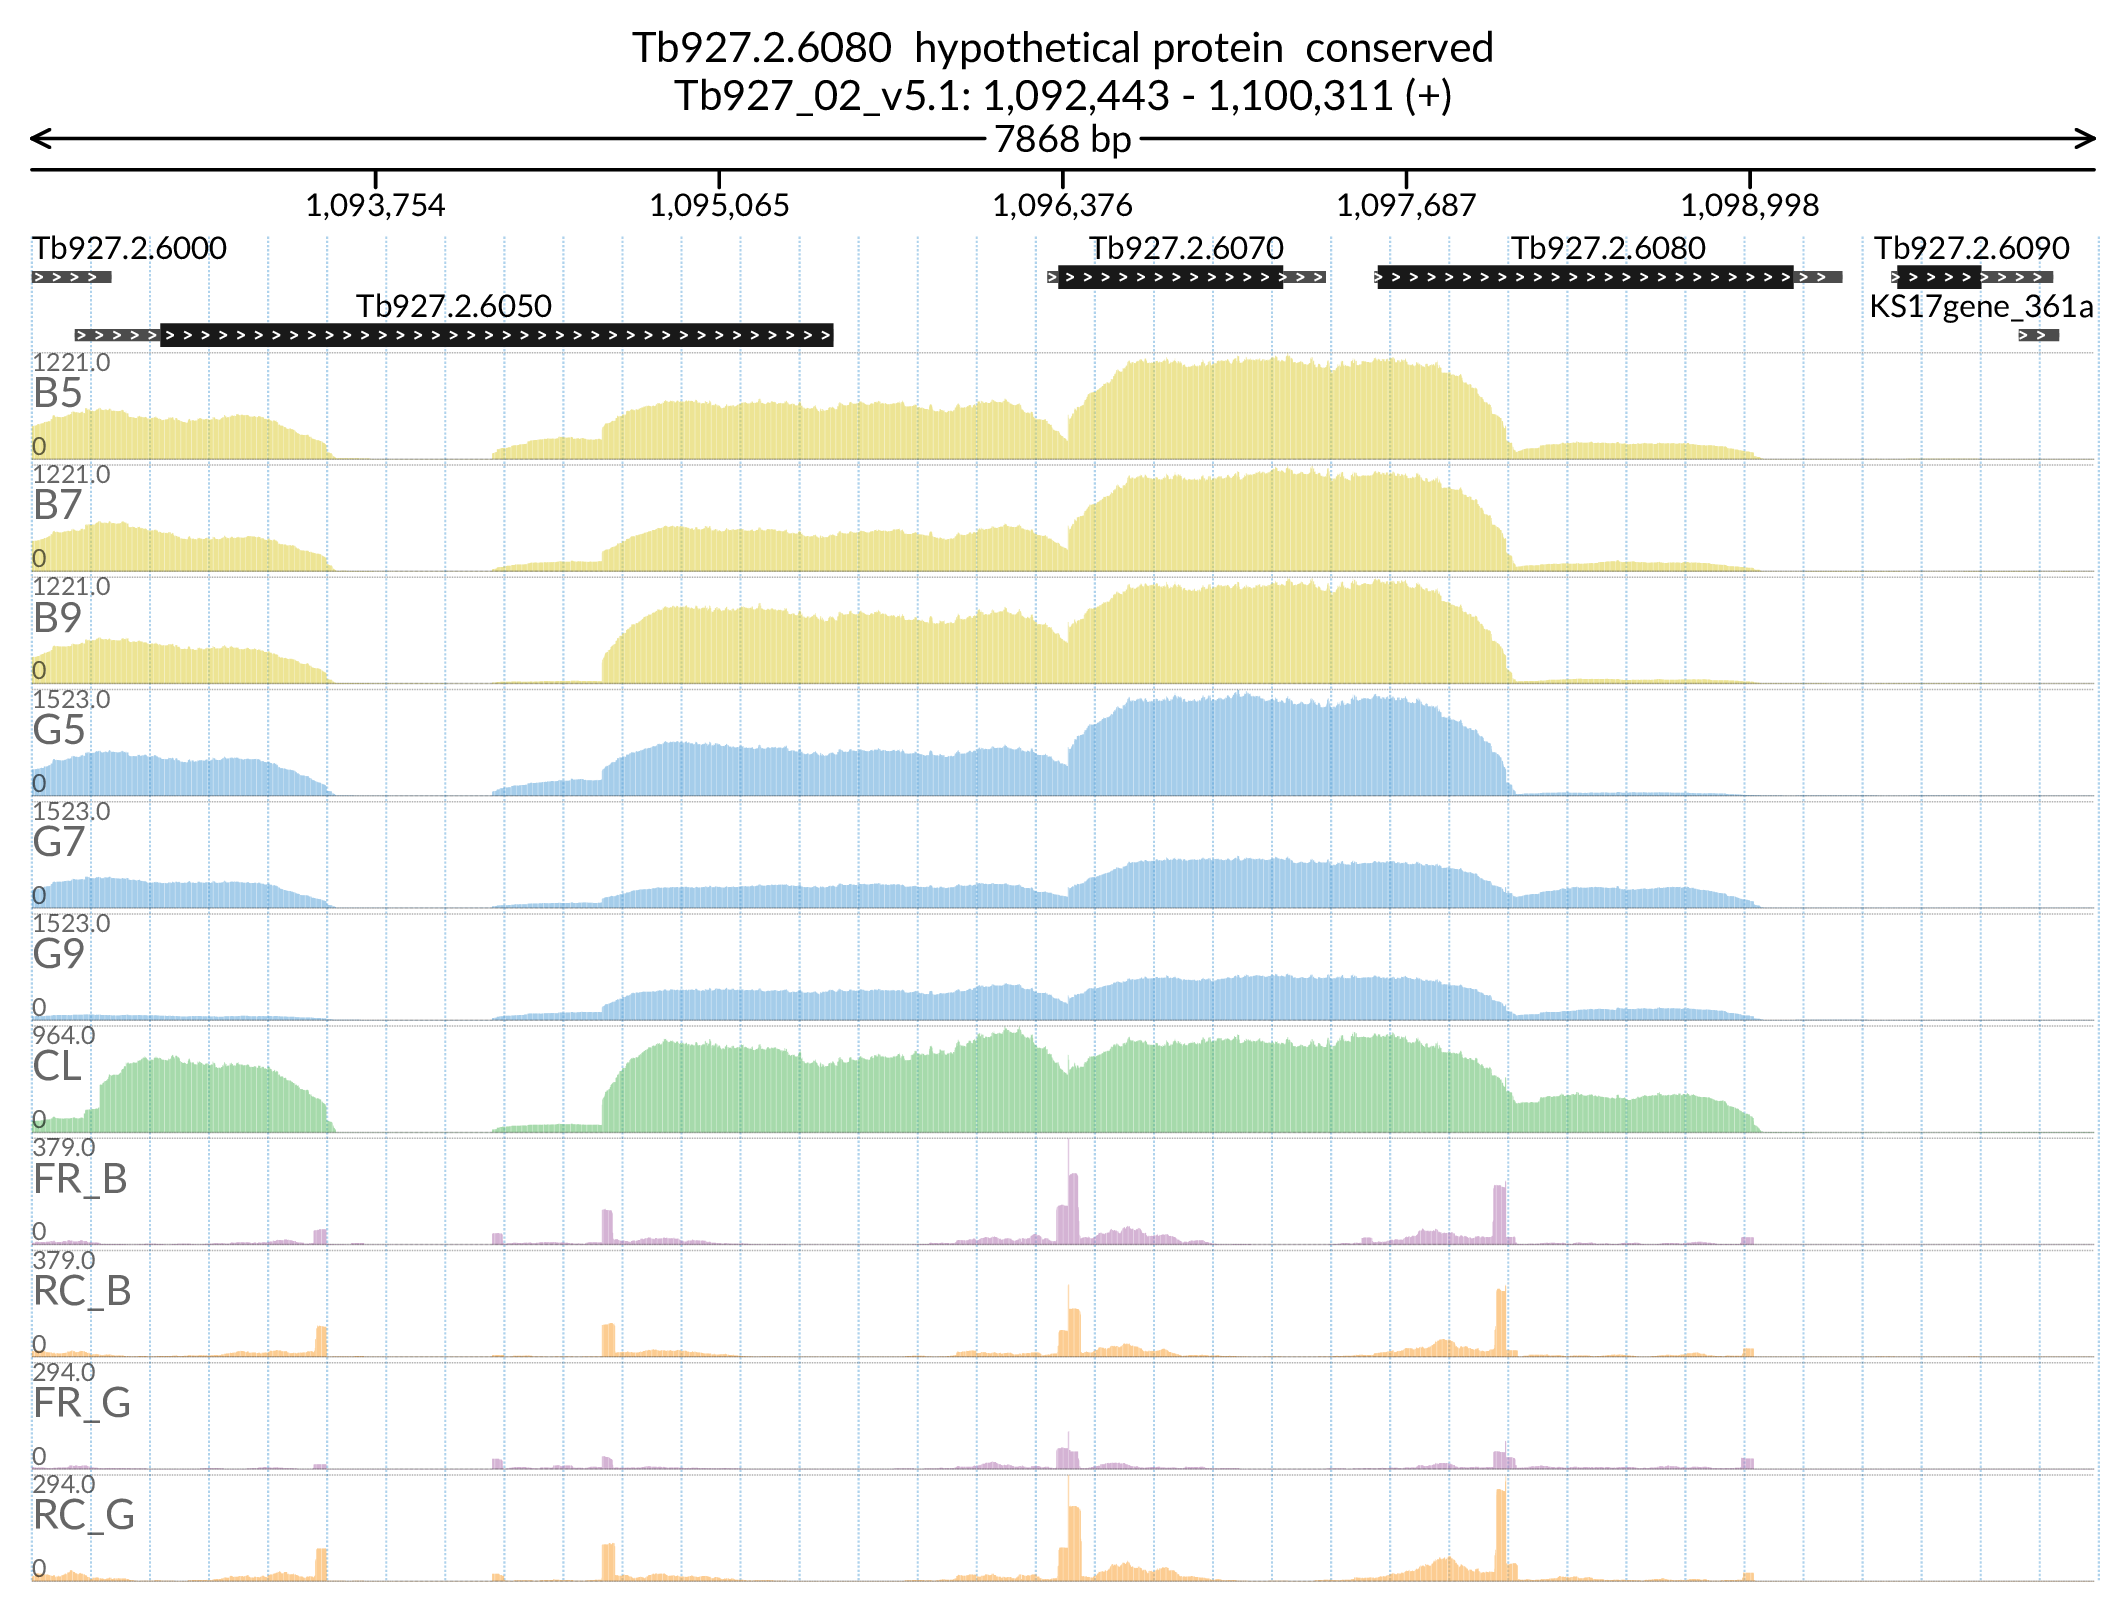 Tb927.2.6080  hypothetical protein  conserved
Tb927_02_v5.1: 1,092,443 - 1,100,311 (+)
7868 bp
1,093,754 1,095,065 1,096,376 1,097,687 1,098,998
Tb927.2.6000 Tb927.2.6070 Tb927.2.6080 Tb927.2.6090
Tb927.2.6050 KS17gene_361a
1221.0
B5
0
1221.0
B7
0
1221.0
B9
0
1523.0
G5
0
1523.0
G7
0
1523.0
G9
0
964.0
CL
0
379.0
FR_B
0
379.0
RC_B
0
294.0
FR_G
0
294.0
RC_G
0